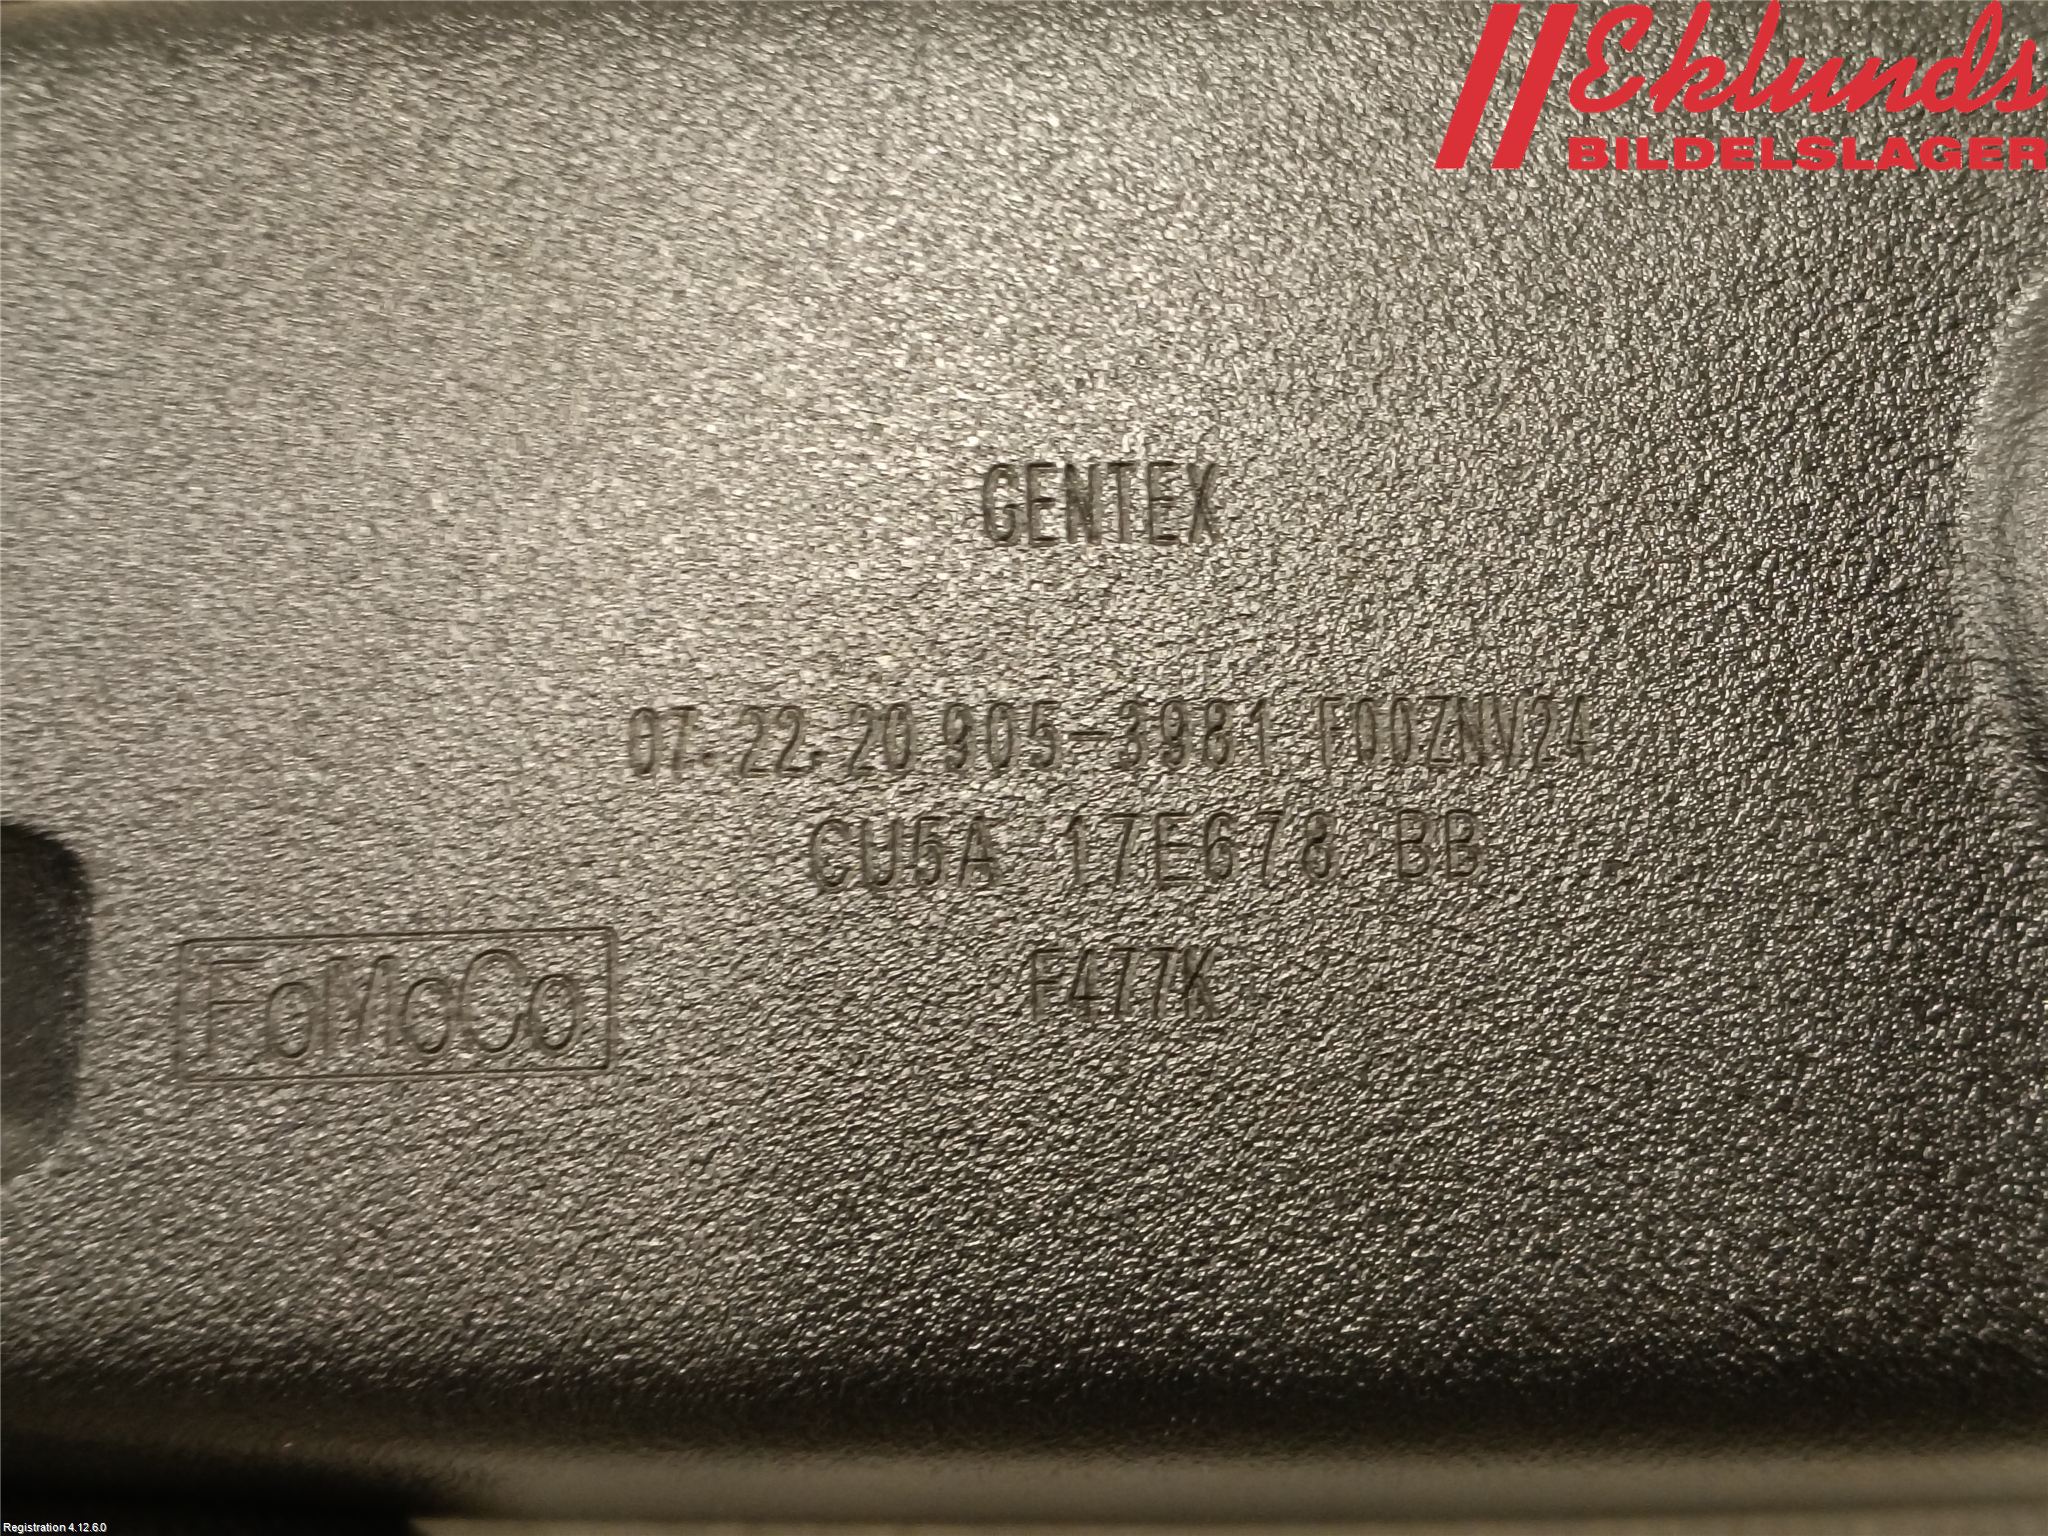 Eklunds
BILDELSLAGER
GENTEX
07.22.20 905-3981 F00ZNV24
CU5A 17E678 BB
FoMoCo
F477K
Registration 4.12.6.0